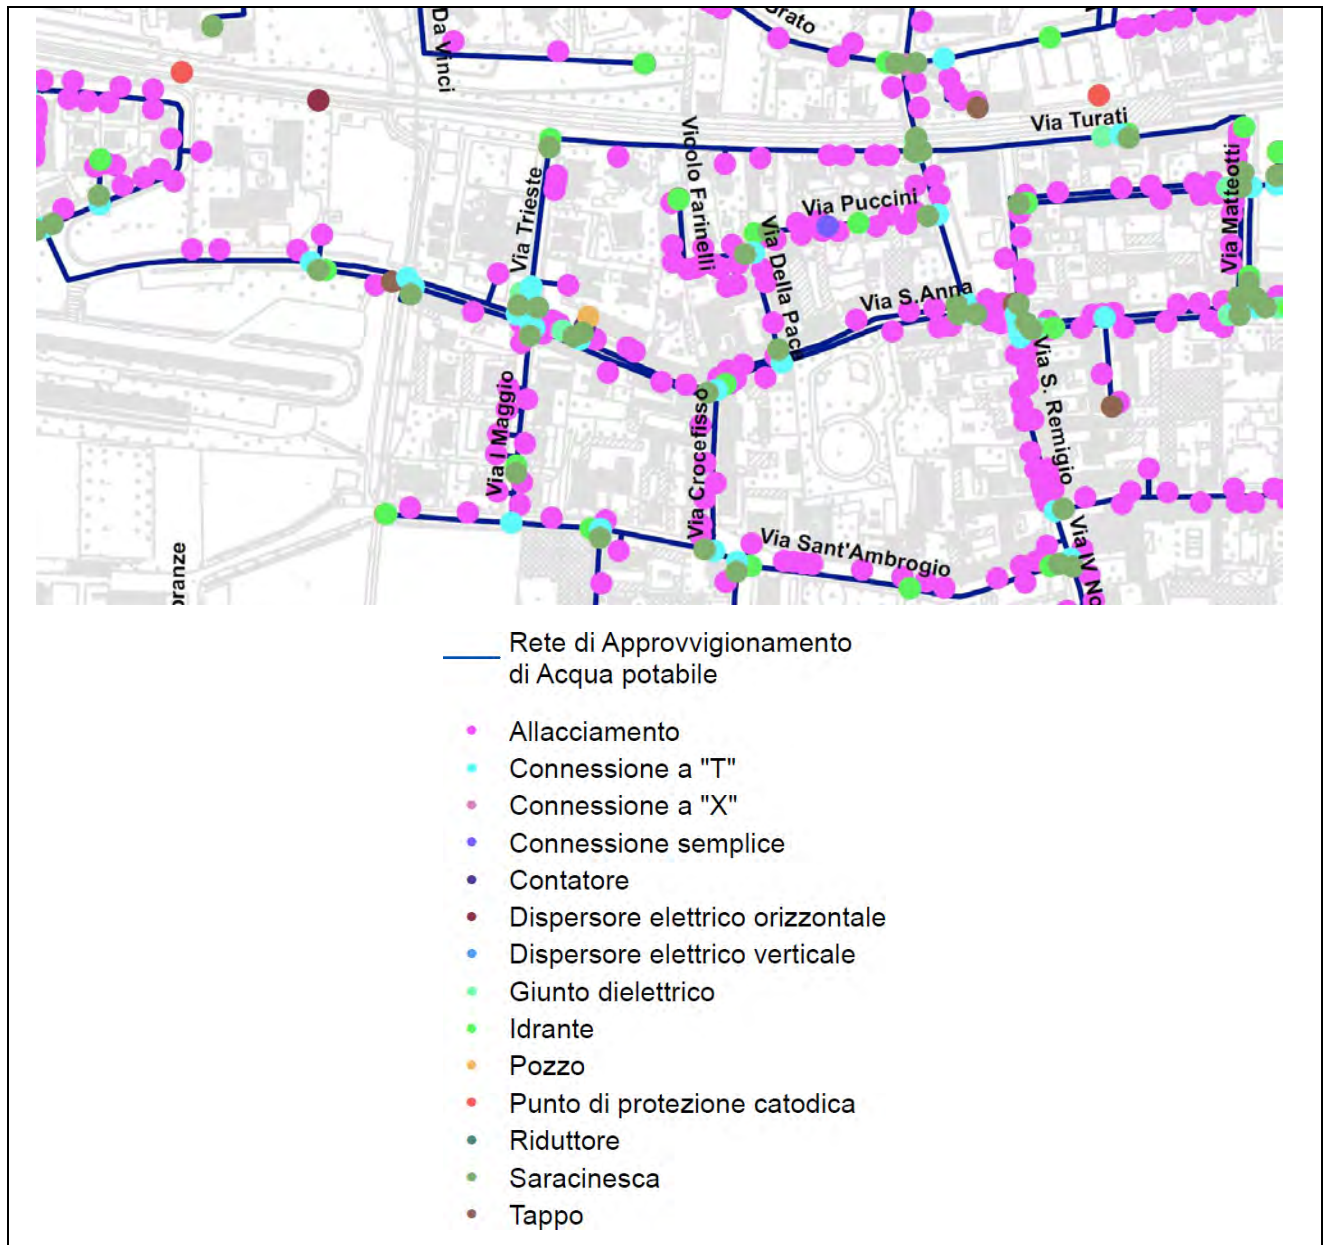 Da Vinci
Grato
Via Turati
Vicolo Farinelli
Via Matteotti
Via Trieste
Via Puccini
Via Della Pace
Via S.Anna
Via S. Remigio
Via I Maggio
Via Crocefisso
Via Sant'Ambrogio
Via IV No
oranze
Rete di Approvvigionamento
di Acqua potabile
Allacciamento
Connessione a "T"
Connessione a "X"
Connessione semplice
Contatore
Dispersore elettrico orizzontale
Dispersore elettrico verticale
Giunto dielettrico
Idrante
Pozzo
Punto di protezione catodica
Riduttore
Saracinesca
Tappo